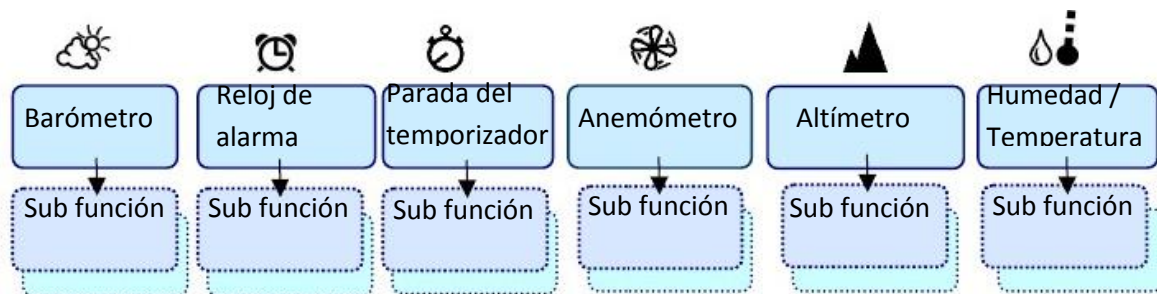 Barómetro
Reloj de
alarma
Parada del
temporizador
Anemómetro
Altímetro
Humedad /
Temperatura
Sub función
Sub función
Sub función
Sub función
Sub función
Sub función